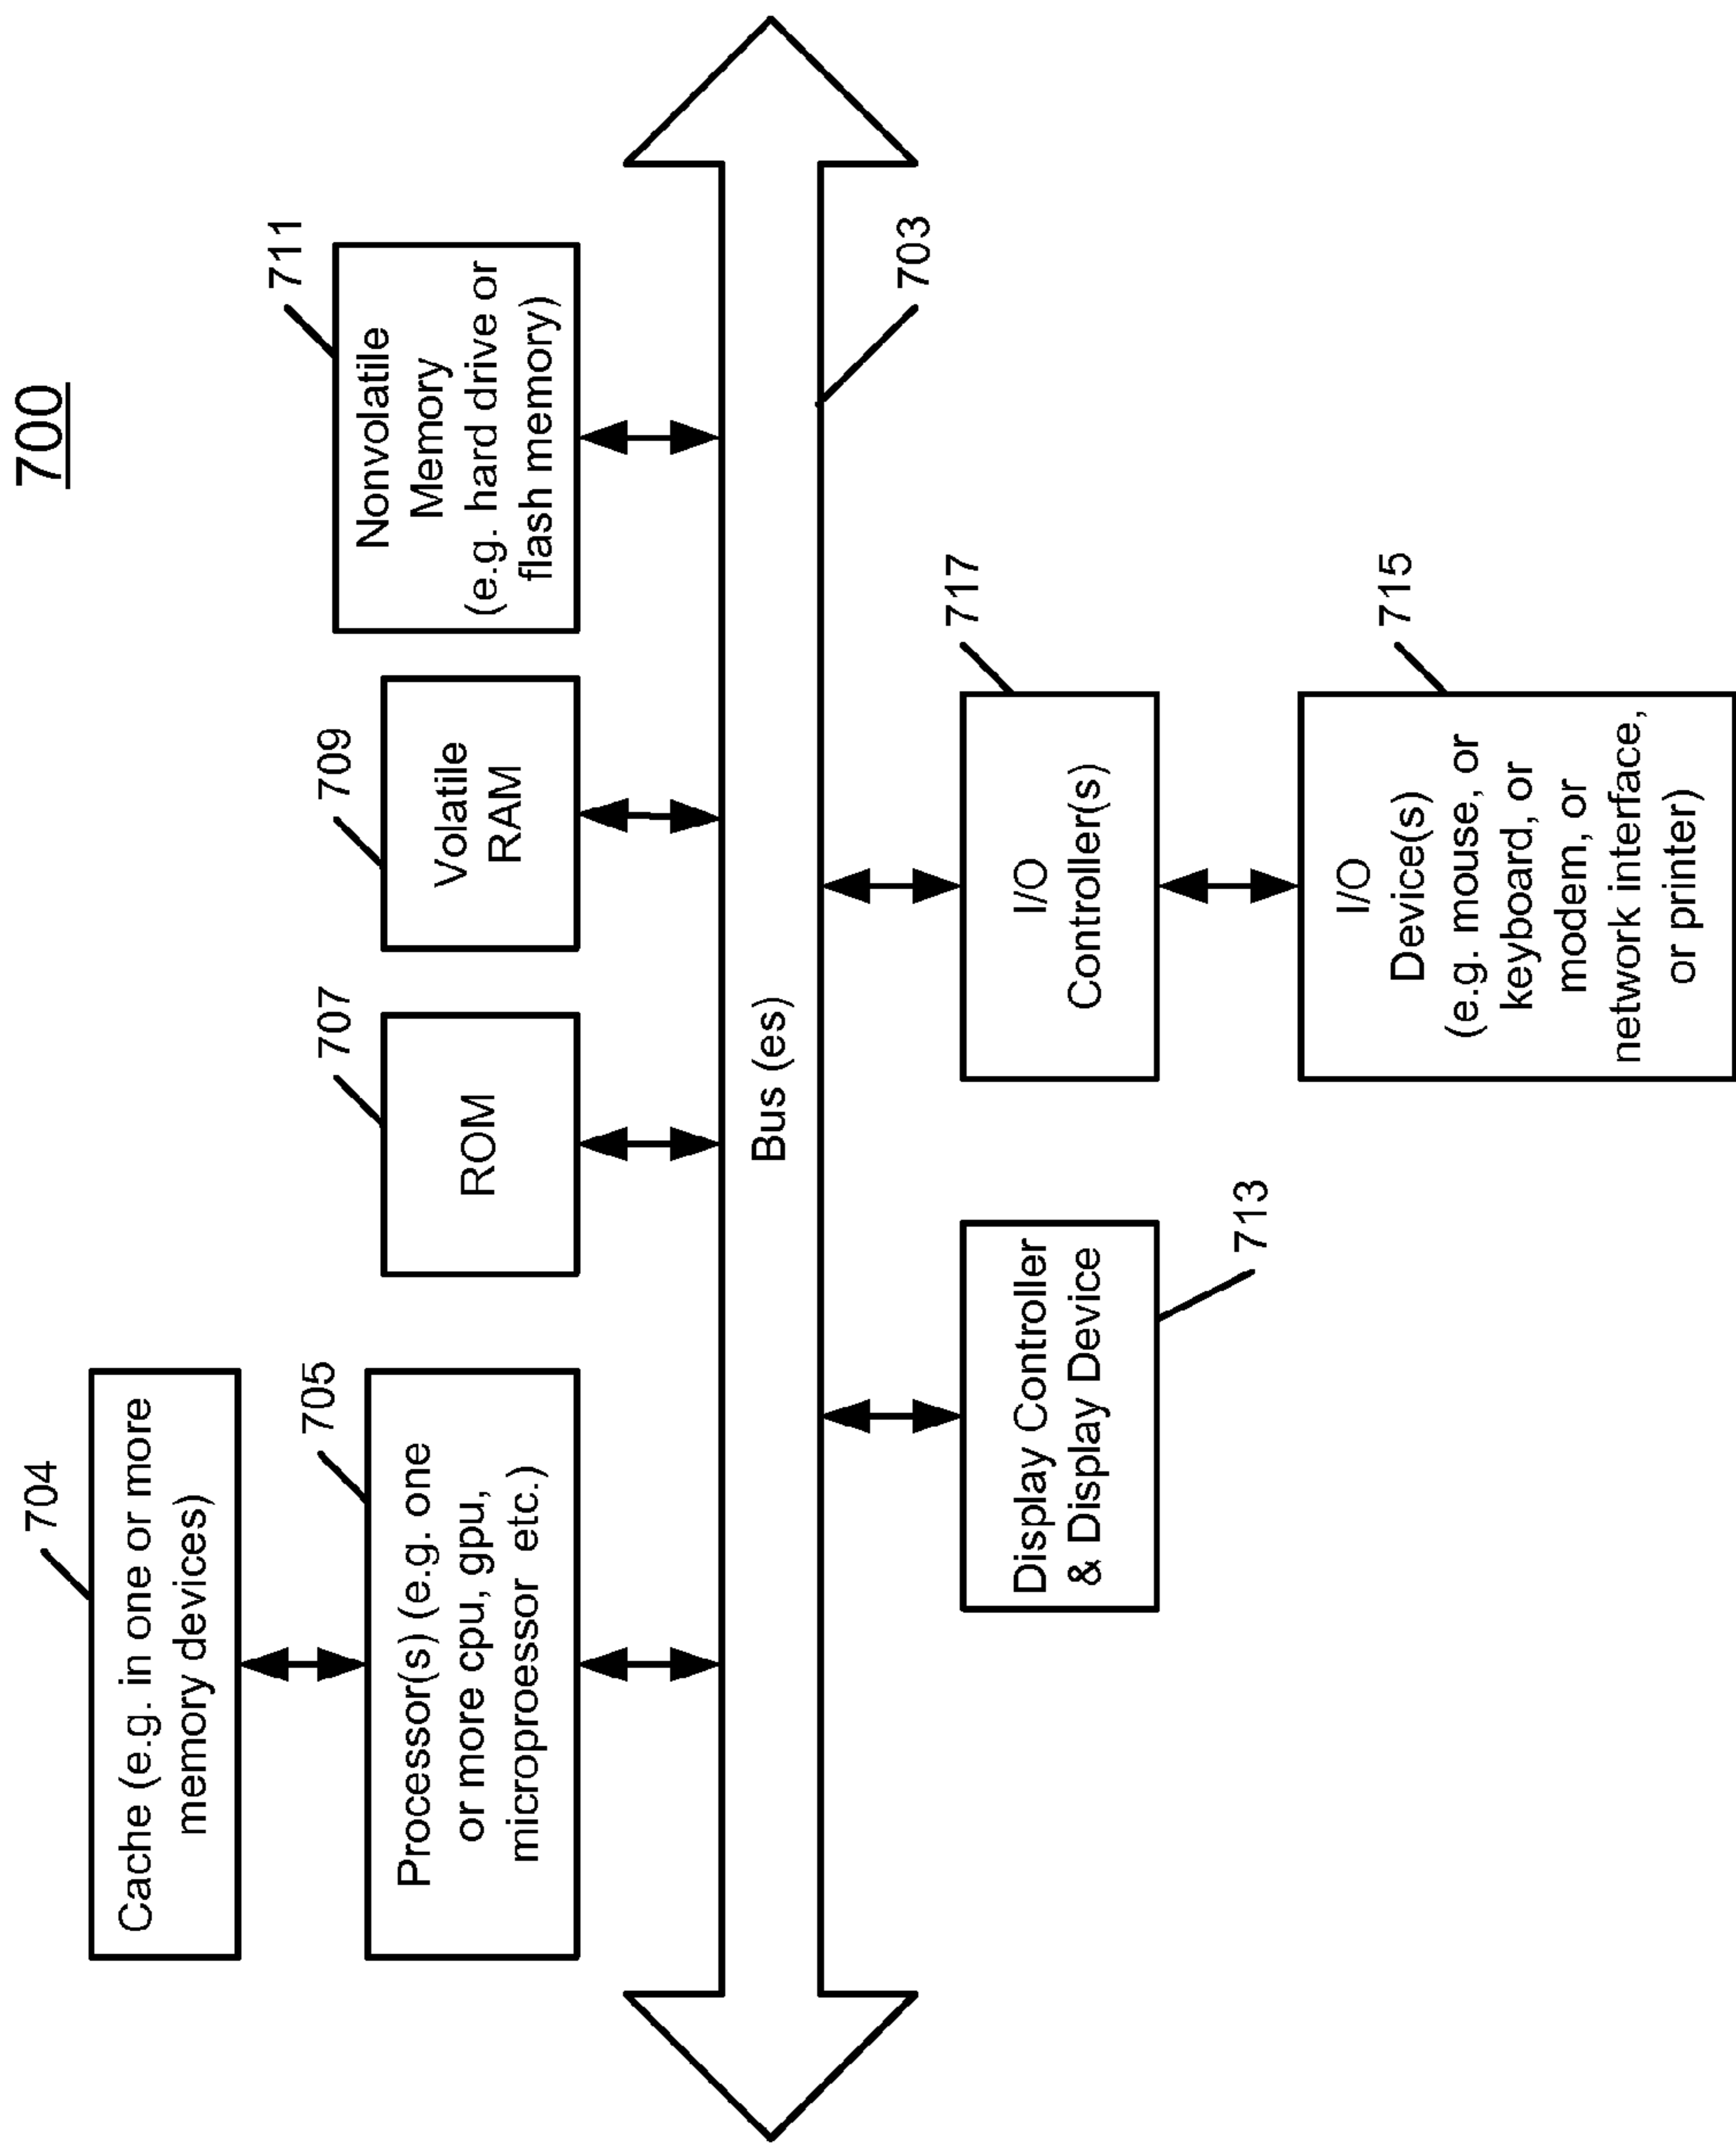 700
704
Cache (e.g. in one or more
memory devices)
705
Processor(s) (e.g. one
or more cpu, gpu,
microproessor etc.)
707
ROM
709
Volatile
RAM
711
Nonvolatile
Memory
(e.g. hard drive or
flash memory)
Bus (es)
703
Display Controller
& Display Device
713
717
I/O
Controller(s)
715
I/O
Device(s)
(e.g. mouse, or
keyboard, or
modem, or
network interface,
or printer)